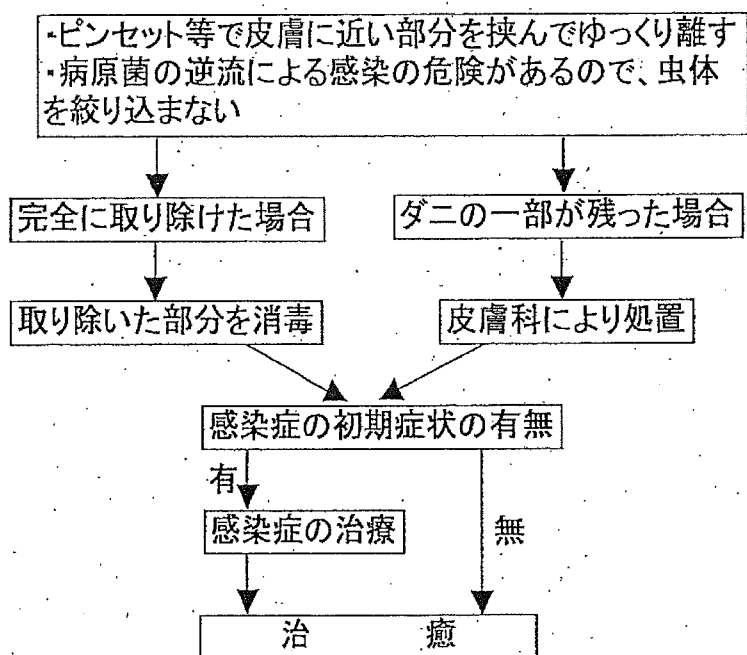 ・ピンセット等で皮膚に近い部分を挟んでゆっくり離す
・病原菌の逆流による感染の危険があるので、虫体
を絞り込まない
完全に取り除けた場合
ダニの一部が残った場合
取り除いた部分を消毒
皮膚科により処置
感染症の初期症状の有無
有
感染症の治療
無
治 癒